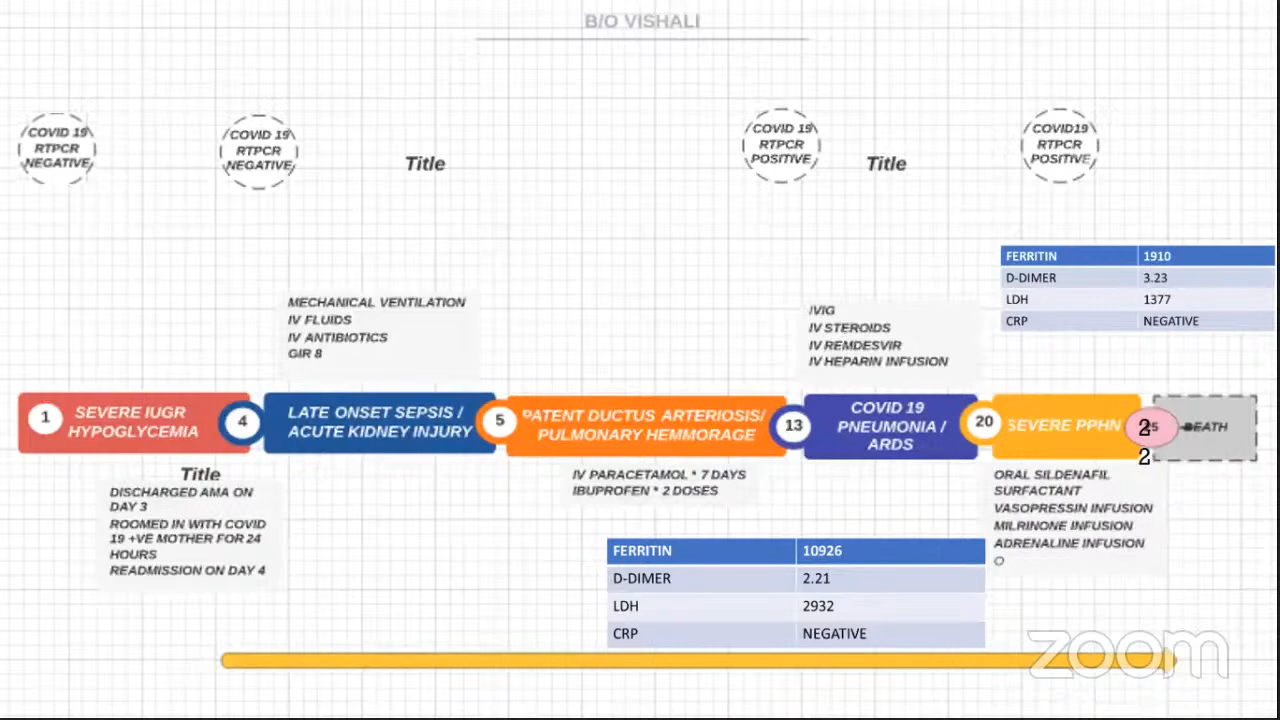 B/O VISHALI
COVID 19
RTPCR
NEGATIVE
COVID 19
RTPCR
NEGATIVE
Title
COVID 19
RTPCR
POSITIVE
Title
COVID19
RTPCR
POSITIVE
FERRITIN 1910
D-DIMER 3.23
LDH 1377
CRP NEGATIVE
MECHANICAL VENTILATION
IV FLUIDS
IV ANTIBIOTICS
GIR 8
IVIG
IV STEROIDS
IV REMDESVIR
IV HEPARIN INFUSION
1
SEVERE IUGR
HYPOGLYCEMIA
4
LATE ONSET SEPSIS /
ACUTE KIDNEY INJURY
5
PATENT DUCTUS ARTERIOSIS/
PULMONARY HEMMORAGE
13
COVID 19
PNEUMONIA /
ARDS
20
SEVERE PPHN
2
2
DEATH
Title
DISCHARGED AMA ON
DAY 3
ROOMED IN WITH COVID
19 +VE MOTHER FOR 24
HOURS
READMISSION ON DAY 4
IV PARACETAMOL * 7 DAYS
IBUPROFEN * 2 DOSES
ORAL SILDENAFIL
SURFACTANT
VASOPRESSIN INFUSION
MILRINONE INFUSION
ADRENALINE INFUSION
O
FERRITIN 10926
D-DIMER 2.21
LDH 2932
CRP NEGATIVE
zoom